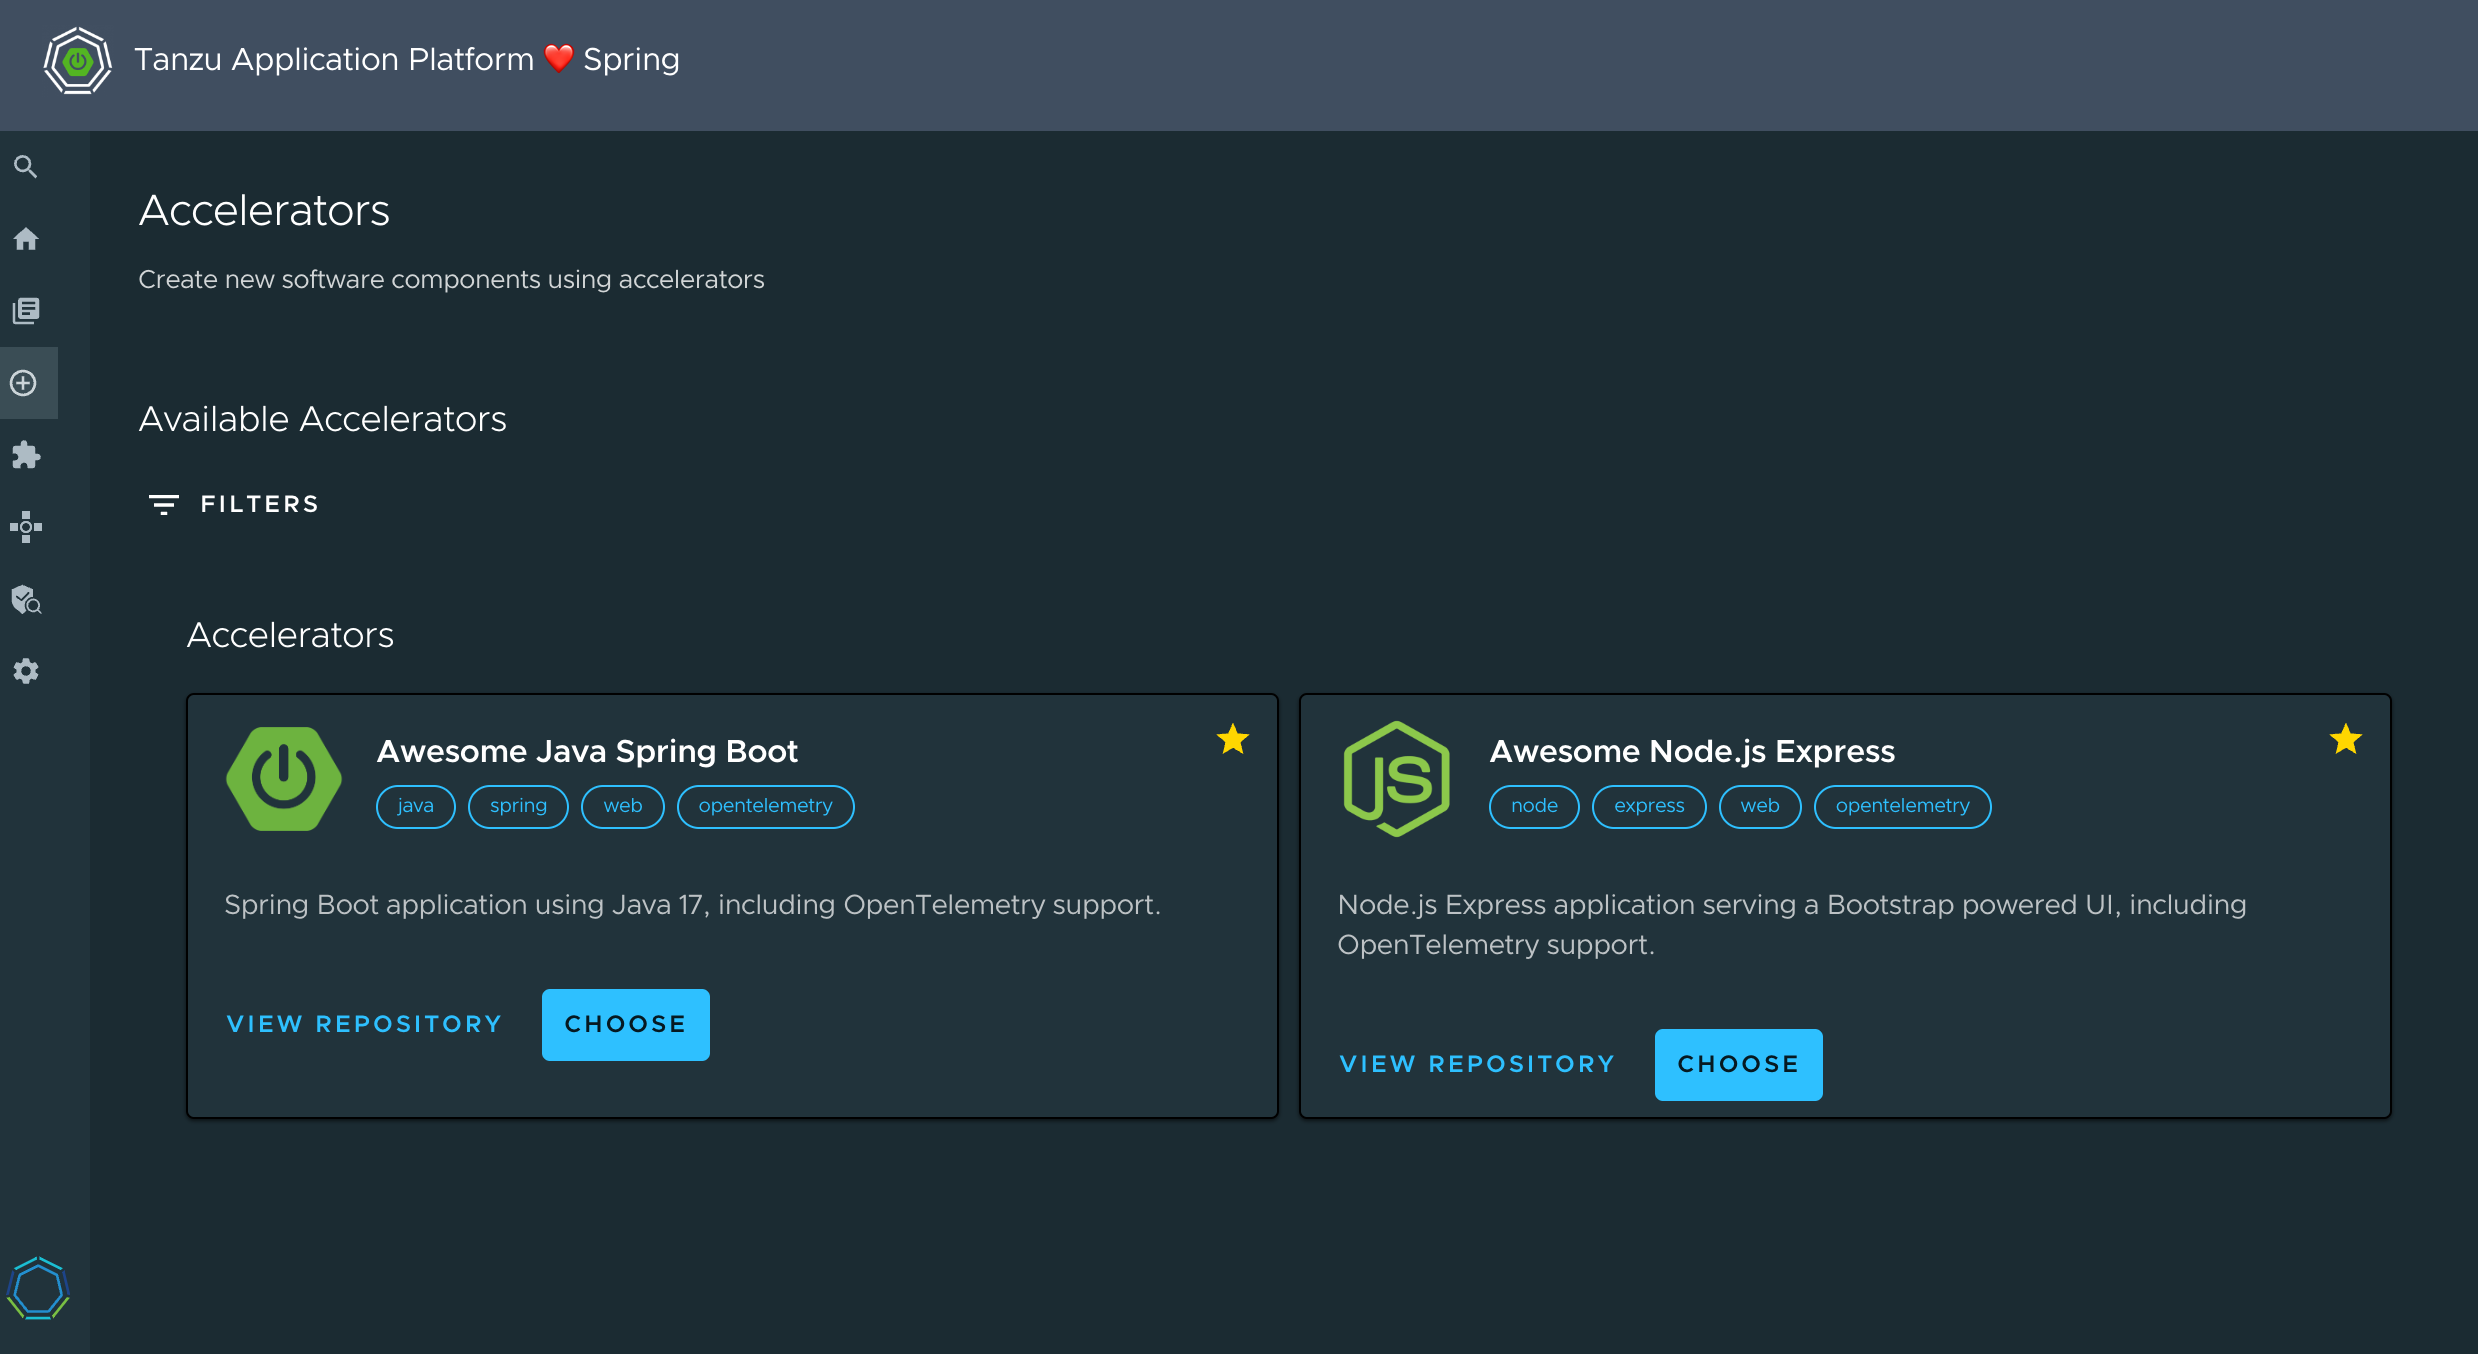 Tanzu Application Platform ❤️ Spring
Accelerators
Create new software components using accelerators
Available Accelerators
FILTERS
Accelerators
Awesome Java Spring Boot
java spring web opentelemetry
Spring Boot application using Java 17, including OpenTelemetry support.
VIEW REPOSITORY CHOOSE
JS
Awesome Node.js Express
node express web opentelemetry
Node.js Express application serving a Bootstrap powered UI, including
OpenTelemetry support.
VIEW REPOSITORY CHOOSE